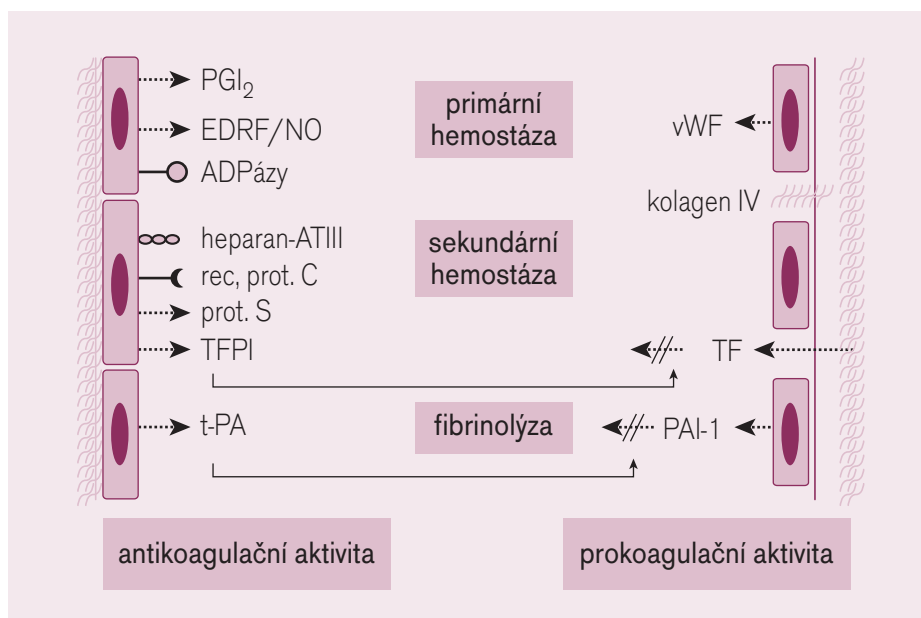 PGI2
EDRF/NO
ADPázy
primární
hemostáza
vWF
kolagen IV
heparan-ATIII
rec, prot. C
prot. S
TFPI
sekundární
hemostáza
TF
t-PA
fibrinolýza
PAI-1
antikoagulační aktivita
prokoagulační aktivita